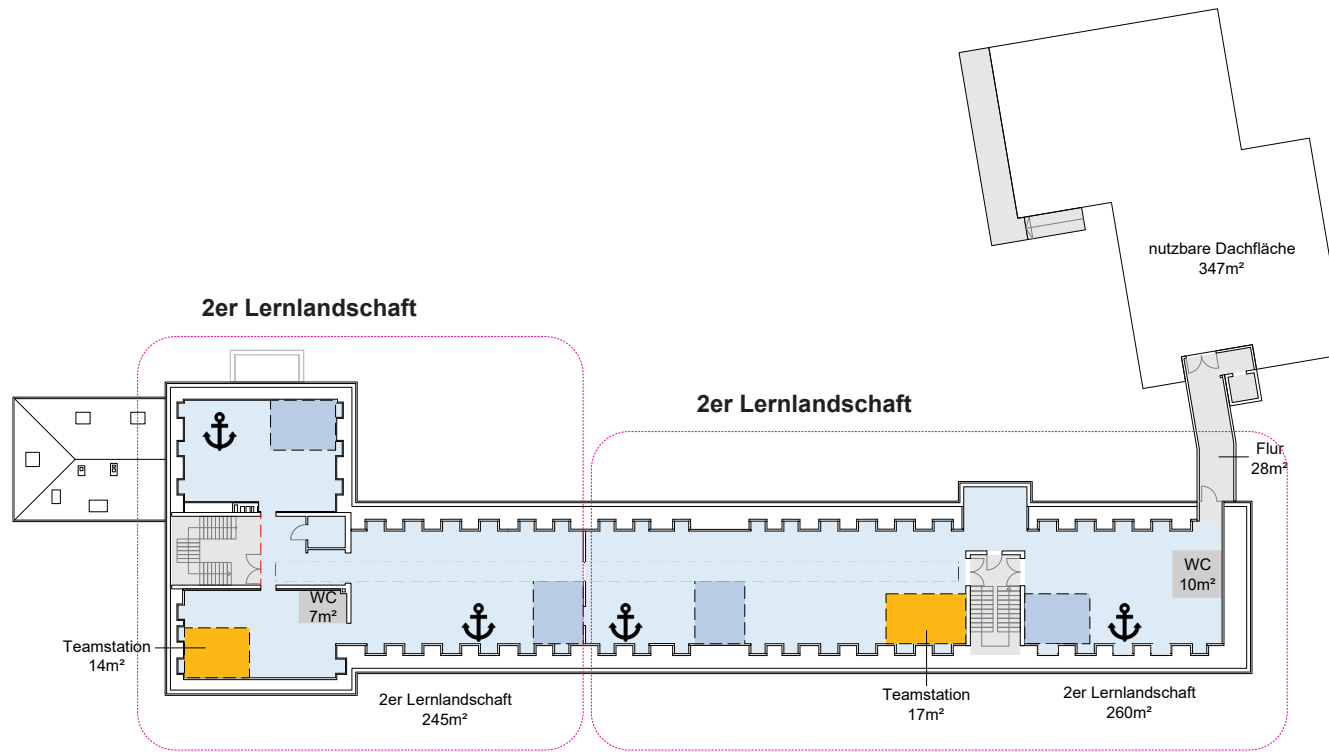 nutzbare Dachfläche
347m²
2er Lernlandschaft
2er Lernlandschaft
Flur
28m²
WC
10m²
WC
7m²
Teamstation
14m²
2er Lernlandschaft
245m²
Teamstation
17m²
2er Lernlandschaft
260m²